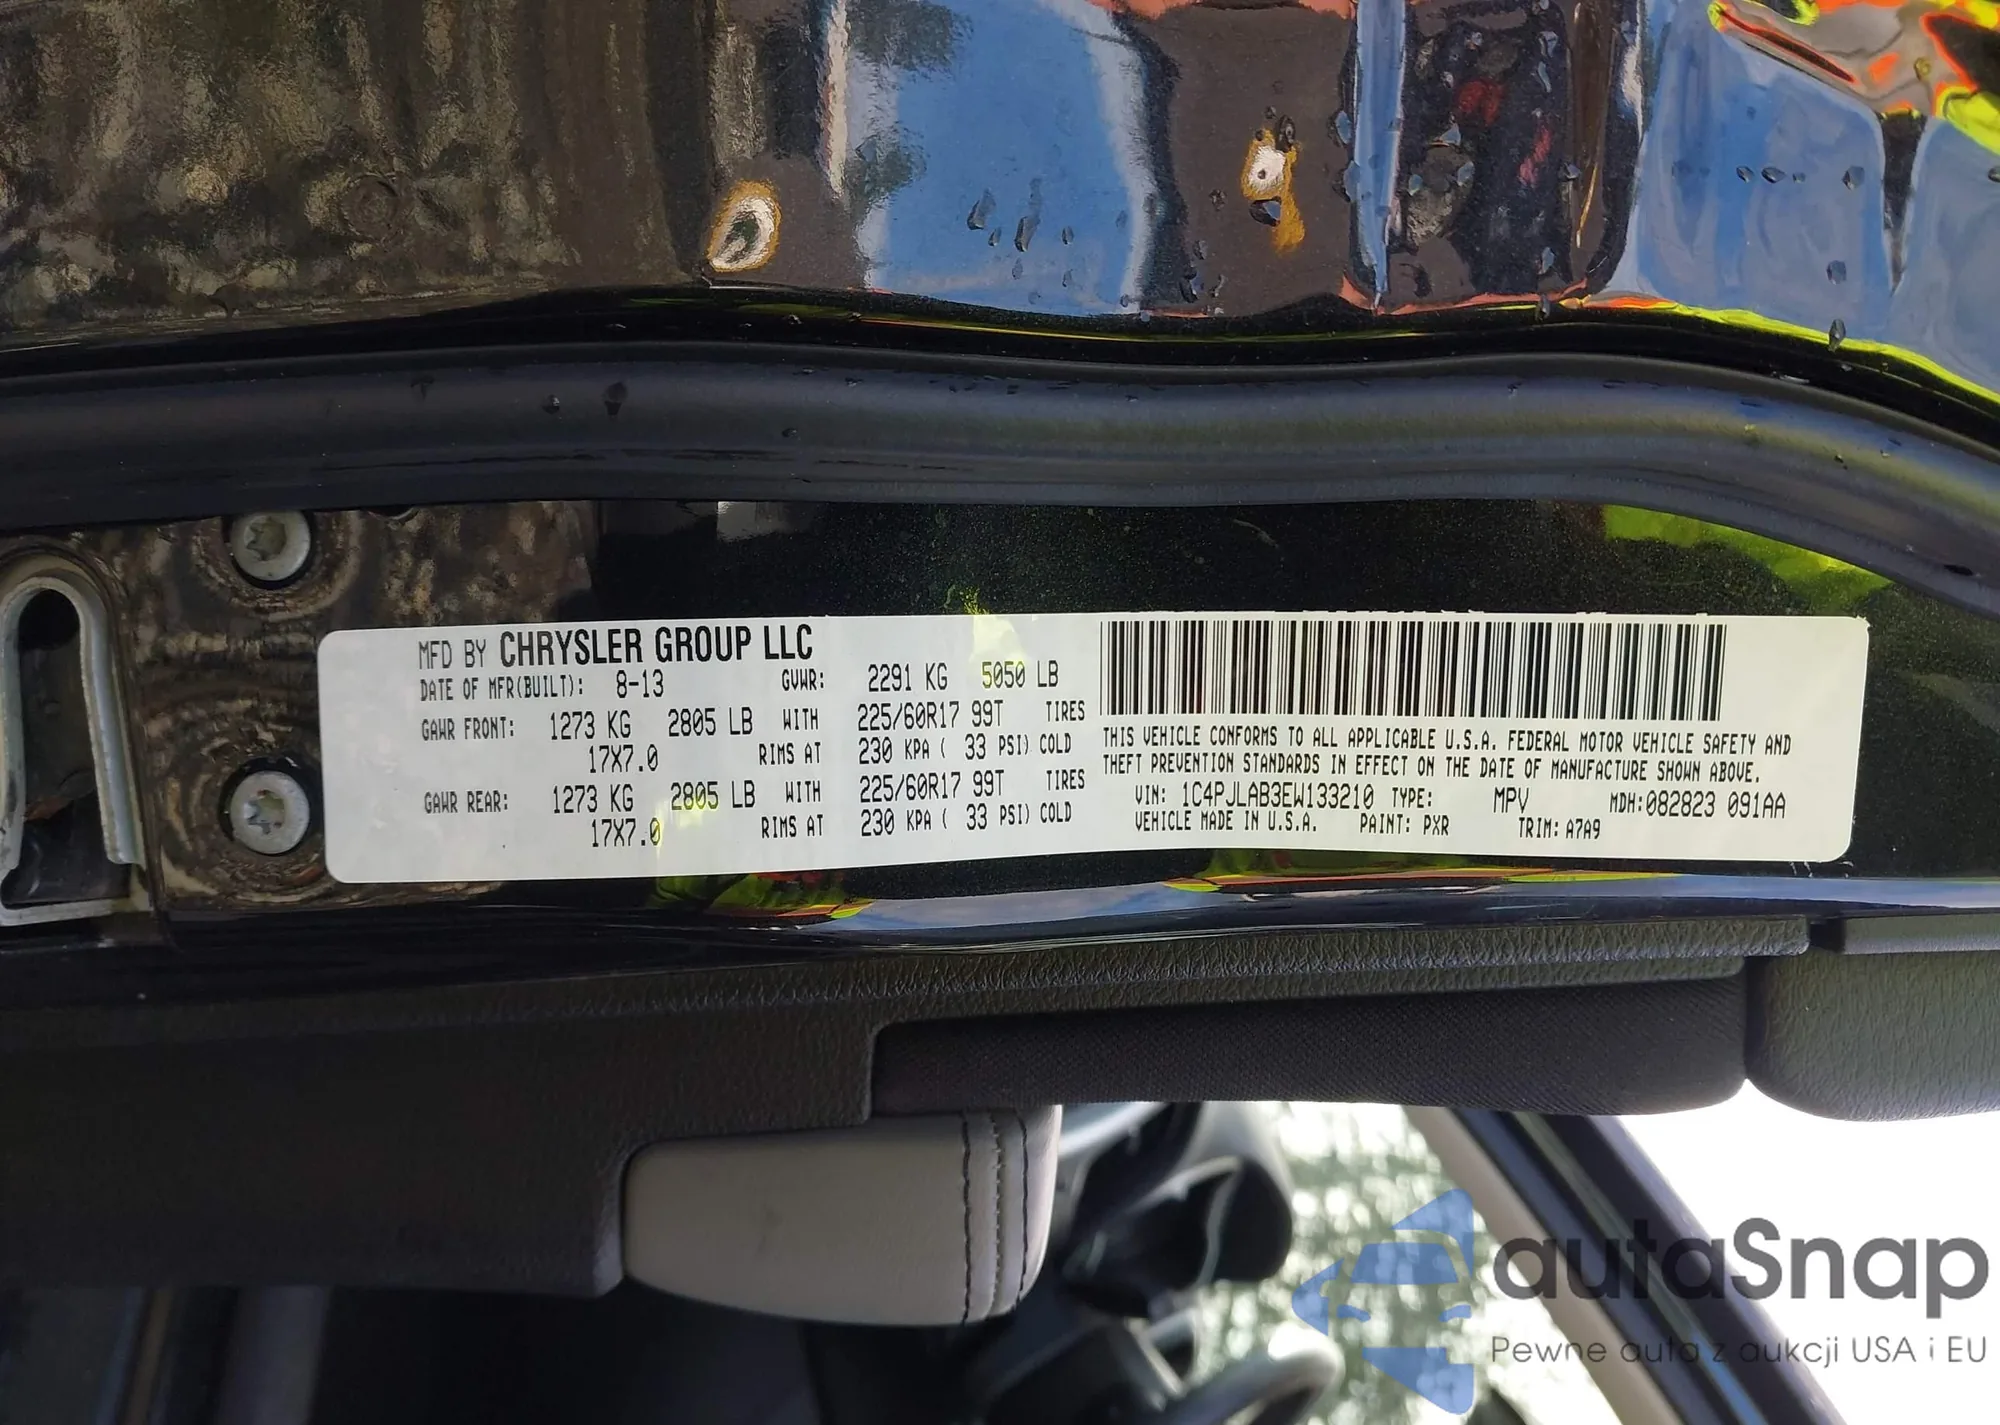 MFD BY CHRYSLER GROUP LLC
DATE OF MFR(BUILT): 8-13 GVWR: 2291 KG 5050 LB
GAWR FRONT: 1273 KG 2805 LB WITH 225/60R17 99T TIRES
17X7.0 RIMS AT 230 KPA ( 33 PSI) COLD
GAWR REAR: 1273 KG 2805 LB WITH 225/60R17 99T TIRES
17X7.0 RIMS AT 230 KPA ( 33 PSI) COLD
THIS VEHICLE CONFORMS TO ALL APPLICABLE U.S.A. FEDERAL MOTOR VEHICLE SAFETY AND
THEFT PREVENTION STANDARDS IN EFFECT ON THE DATE OF MANUFACTURE SHOWN ABOVE.
VIN: 1C4PJLAB3EW133210 TYPE: MPV MDH:082823 091AA
VEHICLE MADE IN U.S.A. PAINT: PXR TRIM: A7A9
autaSnap
Pewne auta z aukcji USA i EU